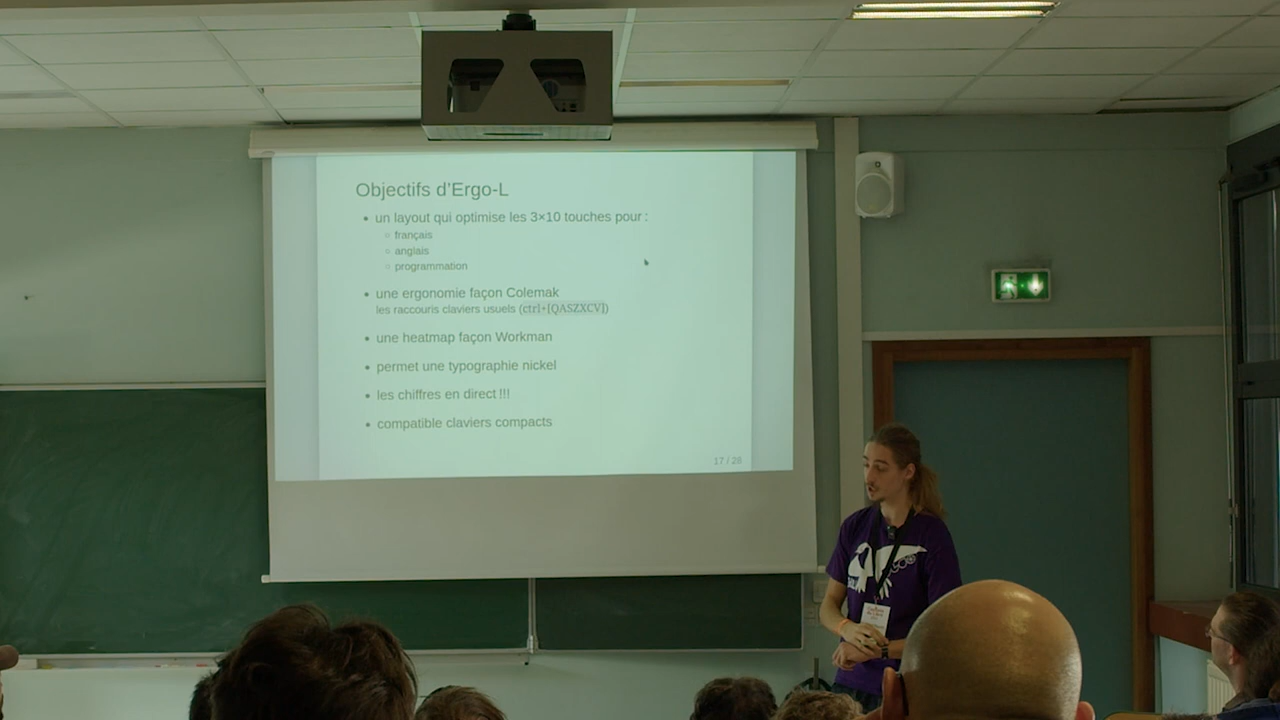 Objectifs d'Ergo-L
• un layout qui optimise les 3×10 touches pour :
◦ français
◦ anglais
◦ programmation
• une ergonomie façon Colemak
les raccouris claviers usuels (ctrl+[QASZXCV])
• une heatmap façon Workman
• permet une typographie nickel
• les chiffres en direct !!!
• compatible claviers compacts
17 / 28